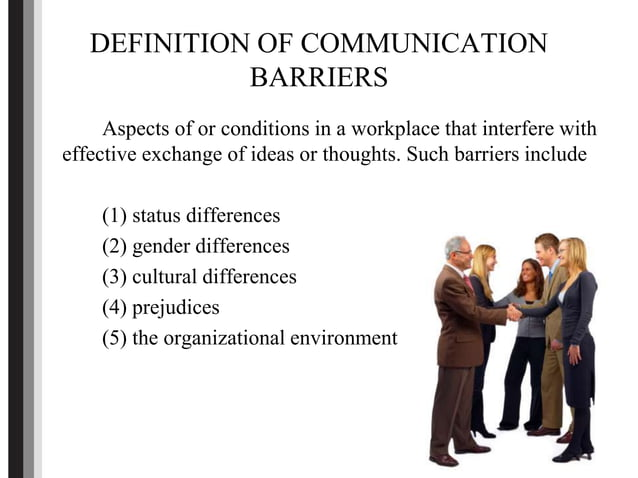 DEFINITION OF COMMUNICATION
BARRIERS
Aspects of or conditions in a workplace that interfere with
effective exchange of ideas or thoughts. Such barriers include
(1) status differences
(2) gender differences
(3) cultural differences
(4) prejudices
(5) the organizational environment